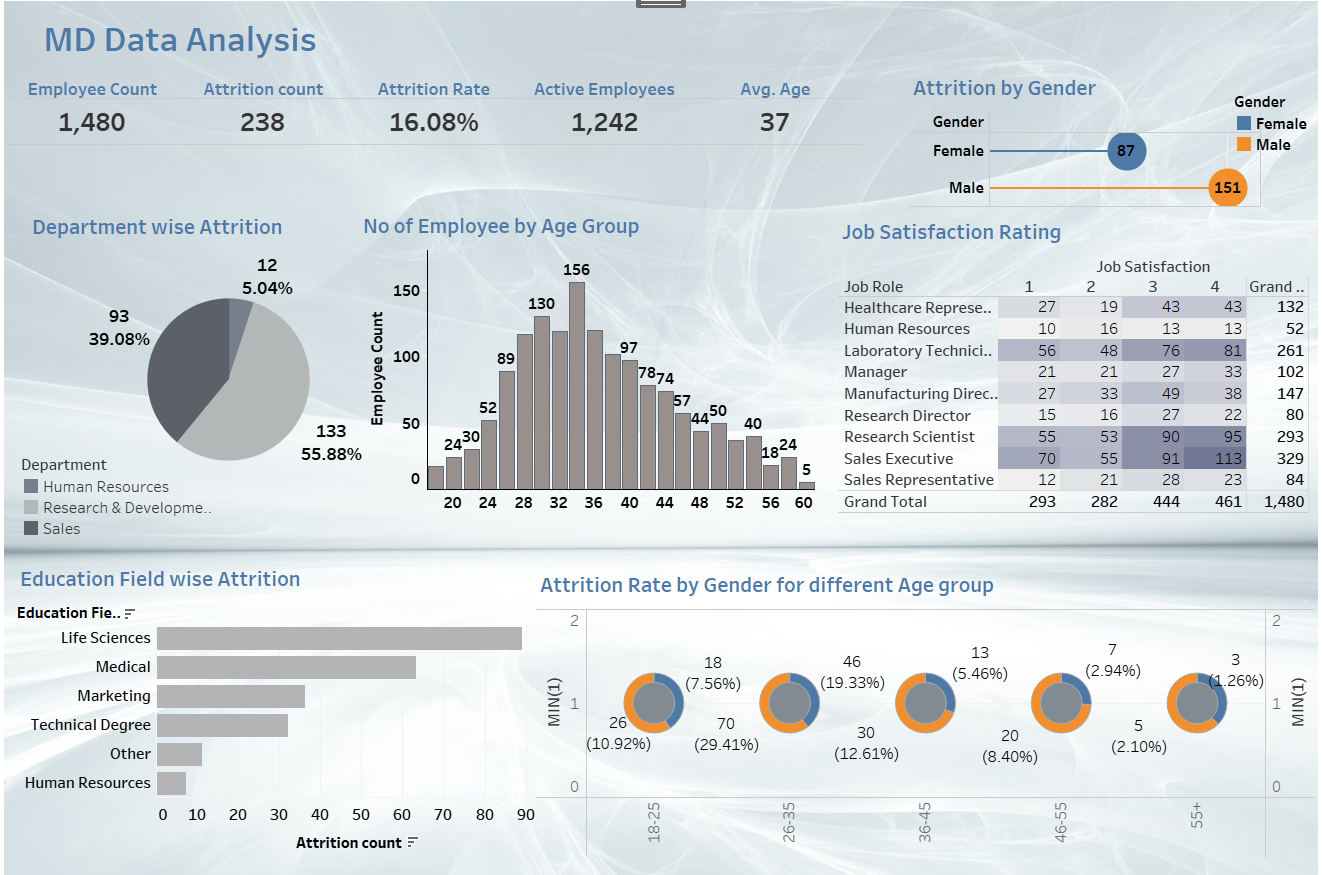 MD Data Analysis
Employee Count Attrition count Attrition Rate Active Employees Avg. Age
1,480 238 16.08% 1,242 37
Attrition by Gender
Gender
Female 87
Male 151
Gender
Female
Male
Department wise Attrition
12
5.04%
93
39.08%
133
55.88%
Department
Human Resources
Research & Developme..
Sales
No of Employee by Age Group
Employee Count
150
100
50
0
24 30 52 89 130 156 97 78 74 57 44 50 40 18 24 5
20 24 28 32 36 40 44 48 52 56 60
Job Satisfaction Rating
Job Satisfaction
Job Role 1 2 3 4 Grand ..
Healthcare Represe.. 27 19 43 43 132
Human Resources 10 16 13 13 52
Laboratory Technici.. 56 48 76 81 261
Manager 21 21 27 33 102
Manufacturing Direc.. 27 33 49 38 147
Research Director 15 16 27 22 80
Research Scientist 55 53 90 95 293
Sales Executive 70 55 91 113 329
Sales Representative 12 21 28 23 84
Grand Total 293 282 444 461 1,480
Education Field wise Attrition
Education Fie..
Life Sciences
Medical
Marketing
Technical Degree
Other
Human Resources
0 10 20 30 40 50 60 70 80 90
Attrition count
Attrition Rate by Gender for different Age group
2
1
0
MIN(1)
18
(7.56%)
26
(10.92%)
46
(19.33%)
70
(29.41%)
13
(5.46%)
30
(12.61%)
7
(2.94%)
20
(8.40%)
3
(1.26%)
5
(2.10%)
2
1
0
MIN(1)
18-25 26-35 36-45 46-55 55+